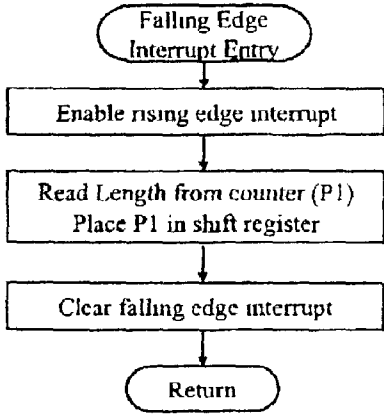 Falling Edge
Interrupt Entry
Enable rising edge interrupt
Read Length from counter (P1)
Place P1 in shift register
Clear falling edge interrupt
Return